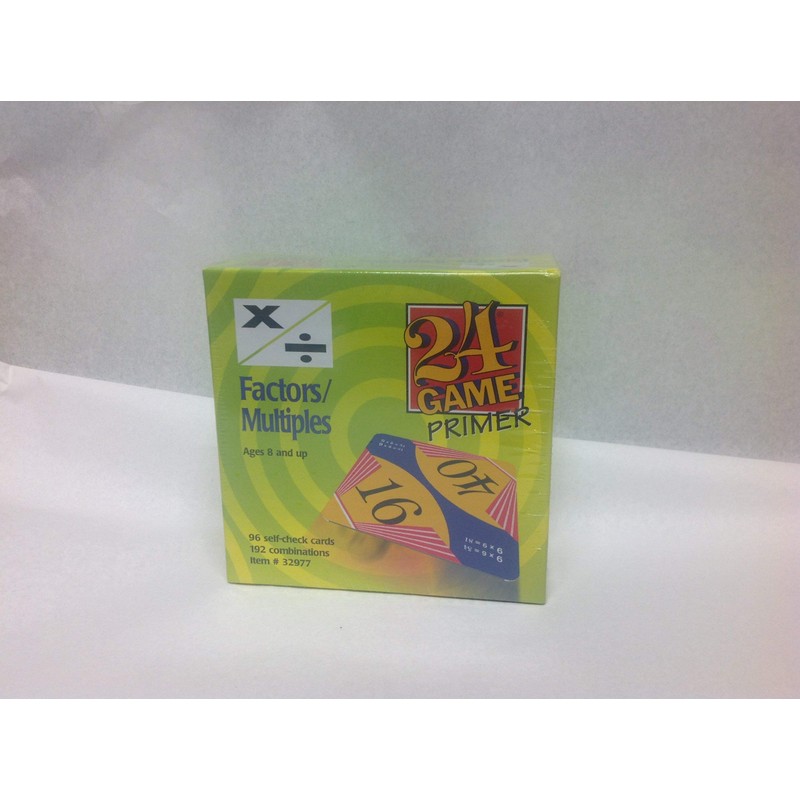 X
÷
Factors/
Multiples
Ages 8 and up
24
GAME
PRIMER
16
40
96 self-check cards
192 combinations
Item # 32977